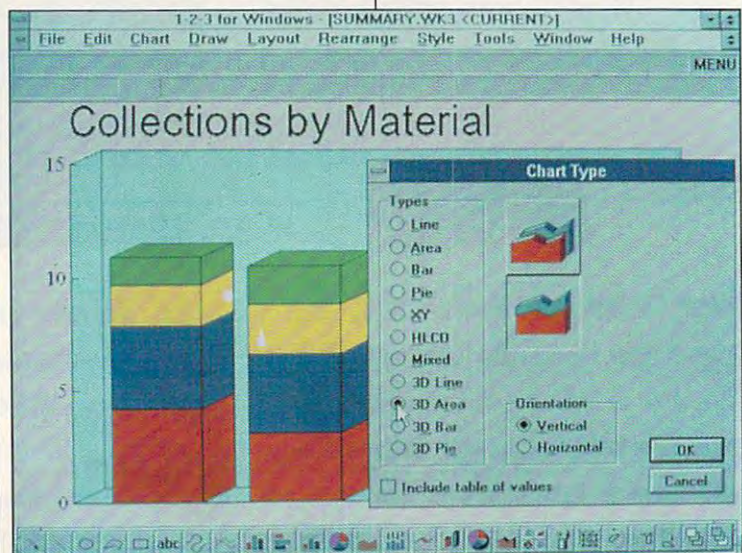 1-2-3 for Windows - [SUMMARY.WK3 <CURRENT>]
File Edit Chart Draw Layout Rearrange Style Tools Window Help
MENU
Collections by Material
15
10
5
0
Chart Type
Types
Line
Area
Bar
Pie
XY
HLCO
Mixed
3D Line
3D Area
3D Bar
3D Pie
Orientation
Vertical
Horizontal
OK
Cancel
Include table of values
abc